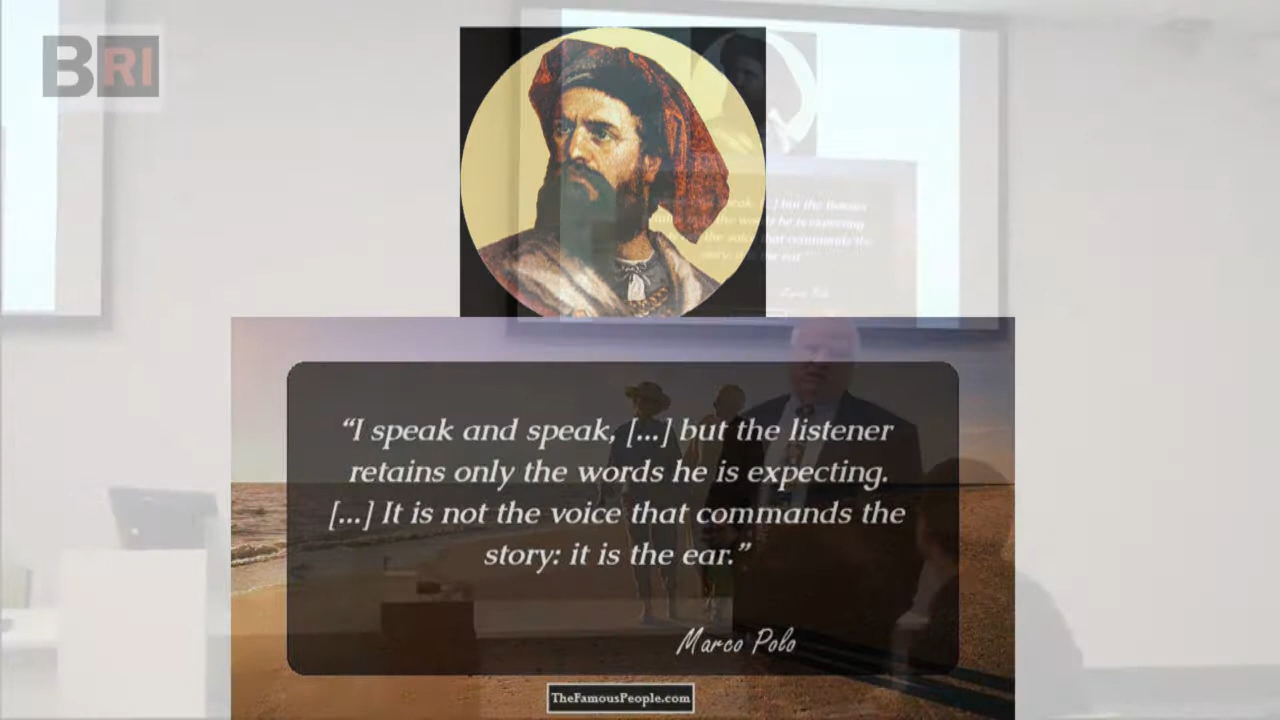 BRI
“I speak and speak, [...] but the listener
retains only the words he is expecting.
[...] It is not the voice that commands the
story: it is the ear.”
Marco Polo
TheFamousPeople.com